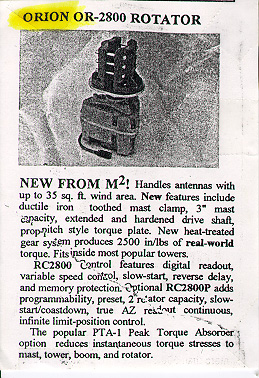 ORION OR-2800 ROTATOR
NEW FROM M2! Handles antennas with
up to 35 sq. ft. wind area. New features include
ductile iron toothed mast clamp, 3" mast
capacity, extended and hardened drive shaft,
prop-pitch style torque plate. New heat-treated
gear system produces 2500 in/lbs of real-world
torque. Fits inside most popular towers.
RC2800 Control features digital readout,
variable speed control, slow-start, reverse delay,
and memory protection. Optional RC2800P adds
programmability, preset, 2 rotator capacity, slow-
start/coastdown, true AZ readout continuous,
infinite limit-position control.
The popular PTA-1 Peak Torque Absorber
option reduces instantaneous torque stresses to
mast, tower, boom, and rotator.